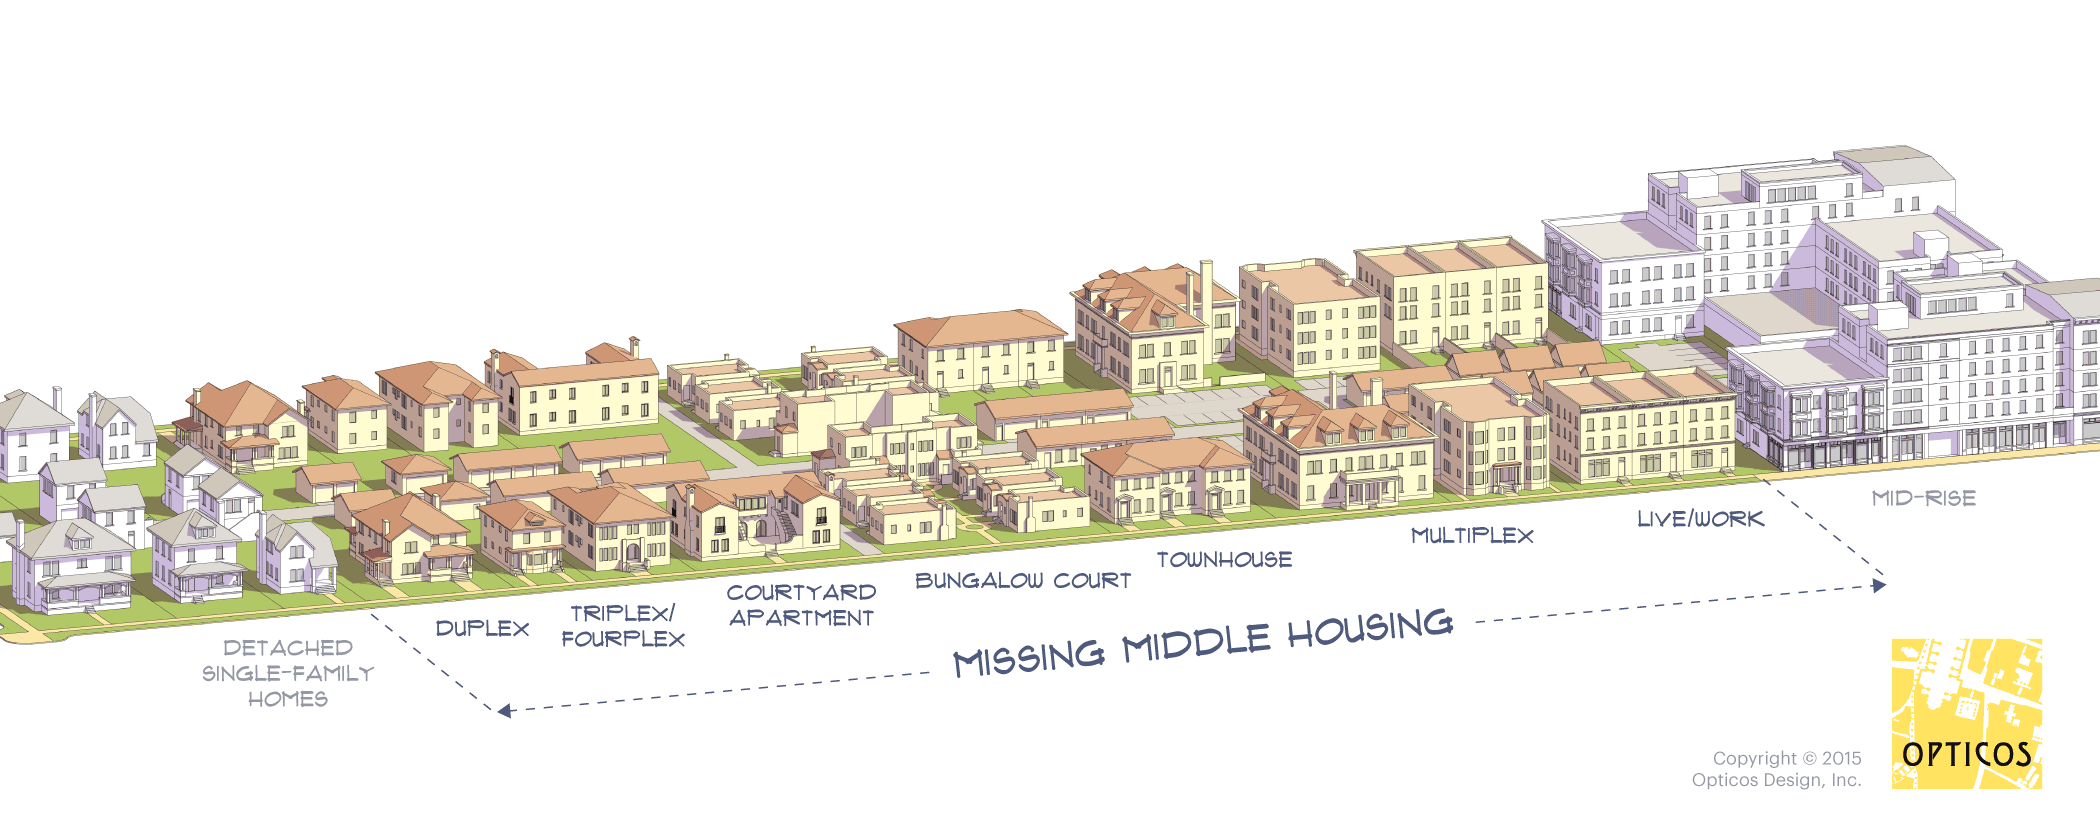 DETACHED
SINGLE-FAMILY
HOMES
DUPLEX
TRIPLEX/
FOURPLEX
COURTYARD
APARTMENT
BUNGALOW COURT
TOWNHOUSE
MULTIPLEX
LIVE/WORK
MID-RISE
MISSING MIDDLE HOUSING
Copyright © 2015
Opticos Design, Inc.
OPTICOS